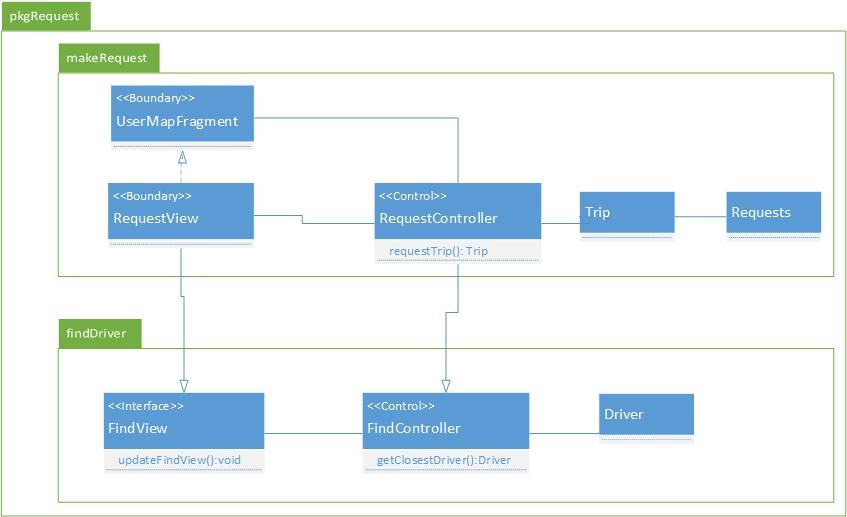 pkgRequest
makeRequest
<<Boundary>>
UserMapFragment
<<Boundary>>
RequestView
<<Control>>
RequestController
requestTrip(): Trip
Trip
Requests
findDriver
<<Interface>>
FindView
updateFindView():void
<<Control>>
FindController
getClosestDriver():Driver
Driver